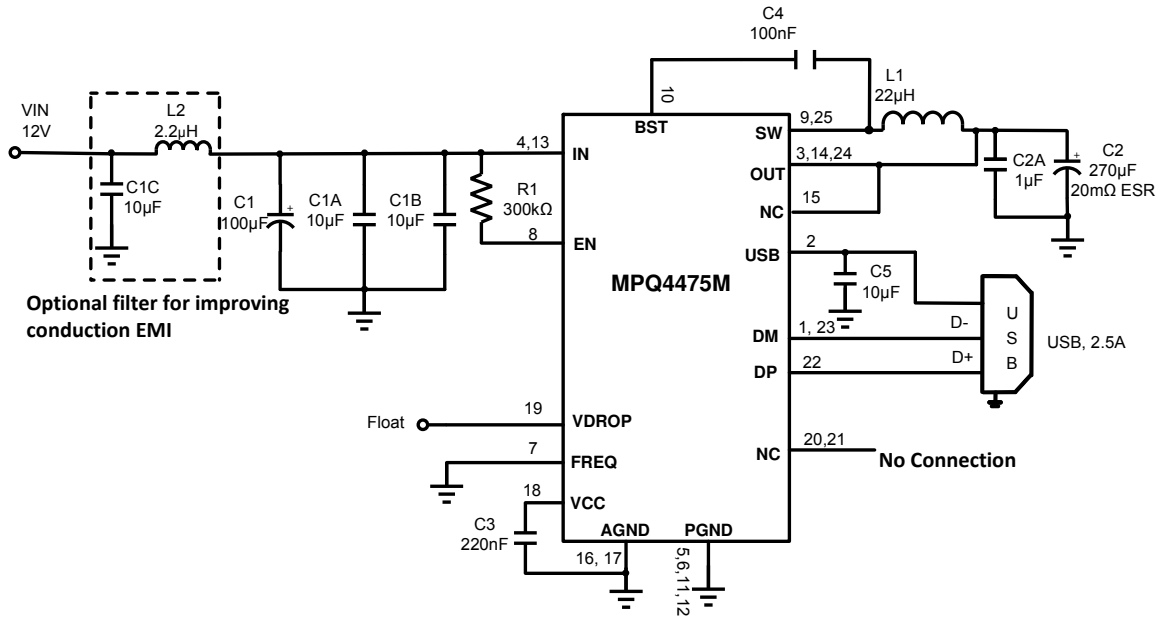 C4
100nF
10
BST
L1
22µH
VIN
12V
L2
2.2µH
C1C
10µF
Optional filter for improving
conduction EMI
C1
100µF
C1A
10µF
C1B
10µF
R1
300kΩ
4,13
IN
8
EN
MPQ4475M
SW
9,25
OUT
3,14,24
NC
15
USB
2
C2A
1µF
C2
270µF
20mΩ ESR
+
+
C5
10µF
DM
1, 23
D-
DP
22
D+
U
S
B
USB, 2.5A
NC
20,21
No Connection
Float
19
VDROP
7
FREQ
18
VCC
C3
220nF
AGND
PGND
16, 17
5,6,11,12